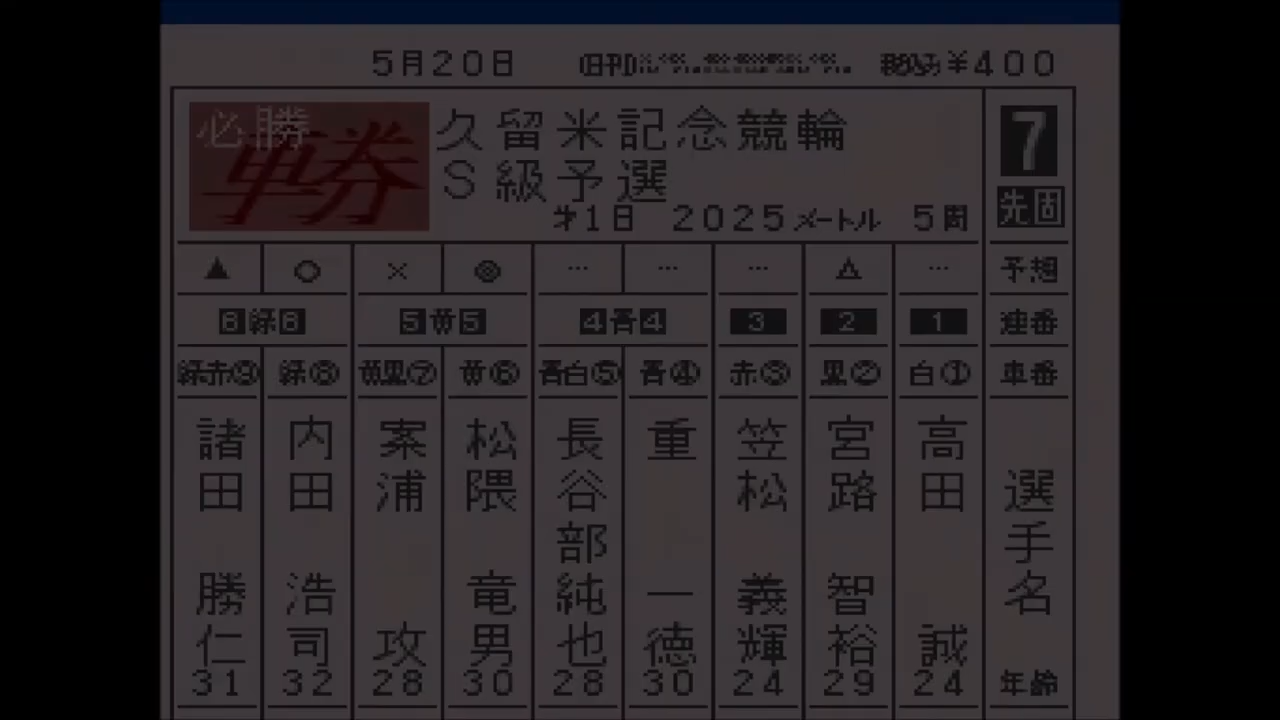 5月20日 税込み¥400
必勝 車券
久留米記念競輪
S級予選
才1日 2025メートル 5周
7
先固
▲ ○ × ◎ … … … △ … 予想
6緑6 5黄5 4青4 3 2 1 連番
緑赤⑨ 緑⑧ 黄黒⑦ 黄⑥ 青白⑤ 青④ 赤③ 黒② 白① 車番
選手名
高田 誠
宮路 智裕
笠松 義輝
重 一徳
長谷部純也
松隈 竜男
案浦 攻
内田 浩司
諸田 勝仁
31 32 28 30 28 30 24 29 24 年齢